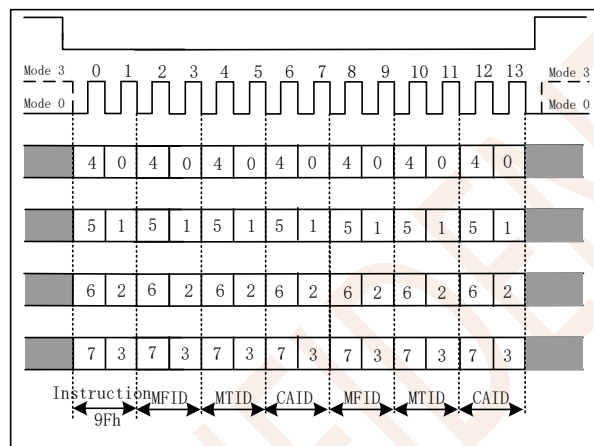 Mode 3 0 1 2 3 4 5 6 7 8 9 10 11 12 13 Mode 3
Mode 0 Mode 0
4 0 4 0 4 0 4 0 4 0 4 0 4 0
5 1 5 1 5 1 5 1 5 1 5 1 5 1
6 2 6 2 6 2 6 2 6 2 6 2 6 2
7 3 7 3 7 3 7 3 7 3 7 3 7 3
Instruction MFID MTID CAID MFID MTID CAID
9Fh